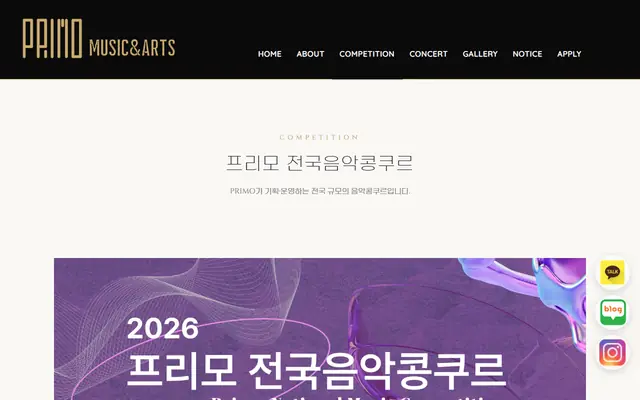 PRIMO MUSIC&ARTS
HOME ABOUT COMPETITION CONCERT GALLERY NOTICE APPLY
COMPETITION
프리모 전국음악콩쿠르
PRIMO가 기획·운영하는 전국 규모의 음악콩쿠르입니다.
TALK
blog
2026
프리모 전국음악콩쿠르